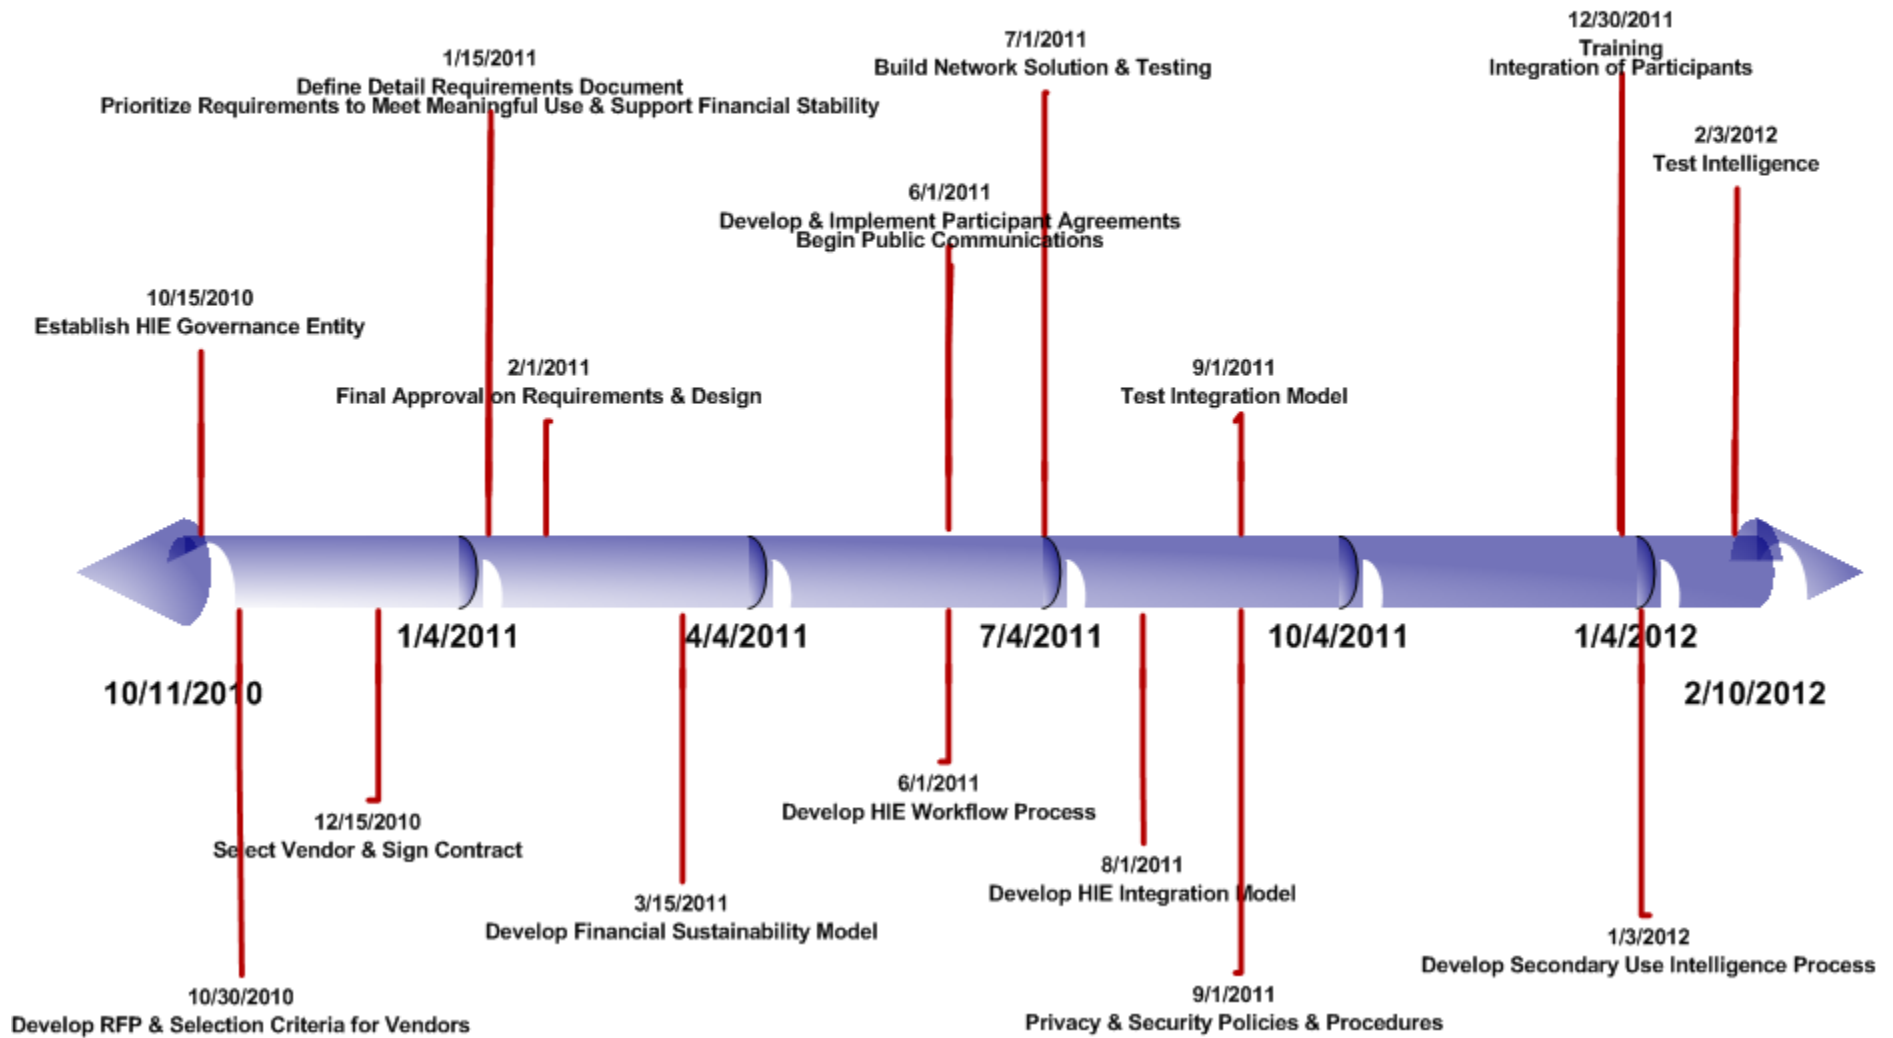 12/30/2011
Training
Integration of Participants
7/1/2011
Build Network Solution & Testing
1/15/2011
Define Detail Requirements Document
Prioritize Requirements to Meet Meaningful Use & Support Financial Stability
2/3/2012
Test Intelligence
6/1/2011
Develop & Implement Participant Agreements
Begin Public Communications
10/15/2010
Establish HIE Governance Entity
2/1/2011
Final Approval on Requirements & Design
9/1/2011
Test Integration Model
1/4/2011
4/4/2011
7/4/2011
10/4/2011
1/4/2012
10/11/2010
2/10/2012
6/1/2011
Develop HIE Workflow Process
12/15/2010
Select Vendor & Sign Contract
8/1/2011
Develop HIE Integration Model
3/15/2011
Develop Financial Sustainability Model
1/3/2012
Develop Secondary Use Intelligence Process
10/30/2010
Develop RFP & Selection Criteria for Vendors
9/1/2011
Privacy & Security Policies & Procedures